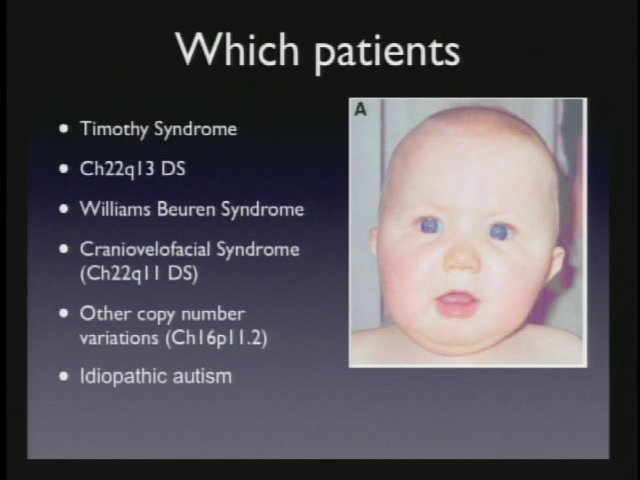 Which patients
A
Timothy Syndrome
Ch22q13 DS
Williams Beuren Syndrome
Craniovelofacial Syndrome
(Ch22q11 DS)
Other copy number
variations (Ch16p11.2)
Idiopathic autism